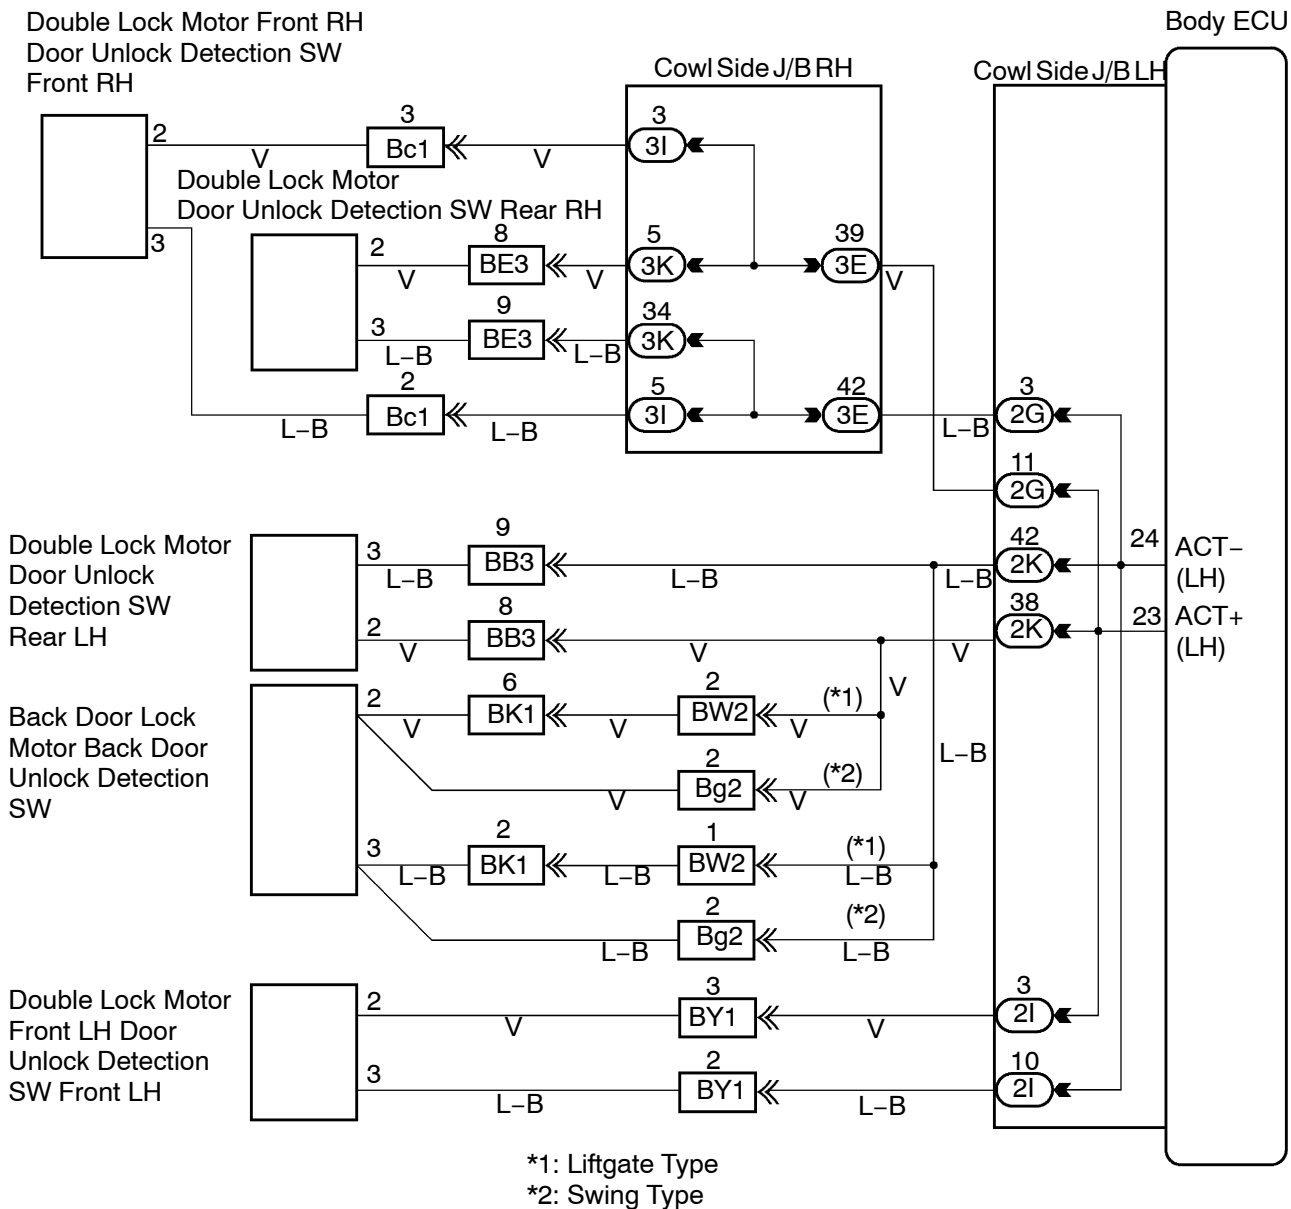 Double Lock Motor Front RH
Door Unlock Detection SW
Front RH
Body ECU
Cowl Side J/B RH
Cowl Side J/B LH
2
V
3
Bc1
V
3
3I
Double Lock Motor
Door Unlock Detection SW Rear RH
3
2
V
8
BE3
V
5
3K
39
3E
V
3
L-B
9
BE3
L-B
34
3K
L-B
2
Bc1
L-B
5
3I
42
3E
L-B
3
2G
11
2G
Double Lock Motor
Door Unlock
Detection SW
Rear LH
3
L-B
9
BB3
L-B
L-B
42
2K
24
ACT-
(LH)
2
V
8
BB3
V
V
38
2K
23
ACT+
(LH)
Back Door Lock
Motor Back Door
Unlock Detection
SW
2
V
6
BK1
V
2
BW2
V
(*1)
V
V
2
Bg2
V
(*2)
L-B
3
L-B
2
BK1
L-B
1
BW2
(*1)
L-B
L-B
2
Bg2
(*2)
L-B
Double Lock Motor
Front LH Door
Unlock Detection
SW Front LH
2
V
3
BY1
V
3
2I
3
L-B
2
BY1
L-B
10
2I
*1: Liftgate Type
*2: Swing Type